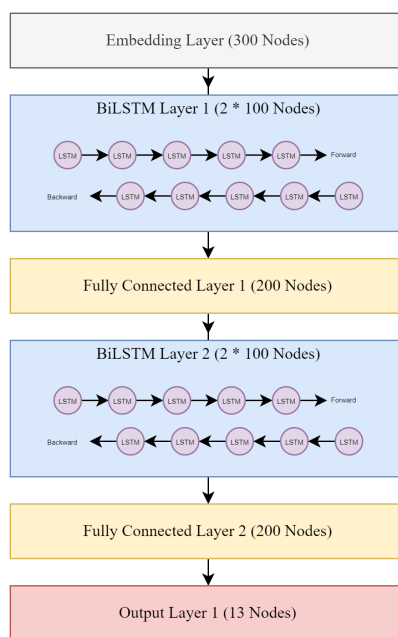 Embedding Layer (300 Nodes)
BiLSTM Layer 1 (2 * 100 Nodes)
LSTM LSTM LSTM LSTM LSTM Forward
Backward LSTM LSTM LSTM LSTM LSTM
Fully Connected Layer 1 (200 Nodes)
BiLSTM Layer 2 (2 * 100 Nodes)
LSTM LSTM LSTM LSTM LSTM Forward
Backward LSTM LSTM LSTM LSTM LSTM
Fully Connected Layer 2 (200 Nodes)
Output Layer 1 (13 Nodes)